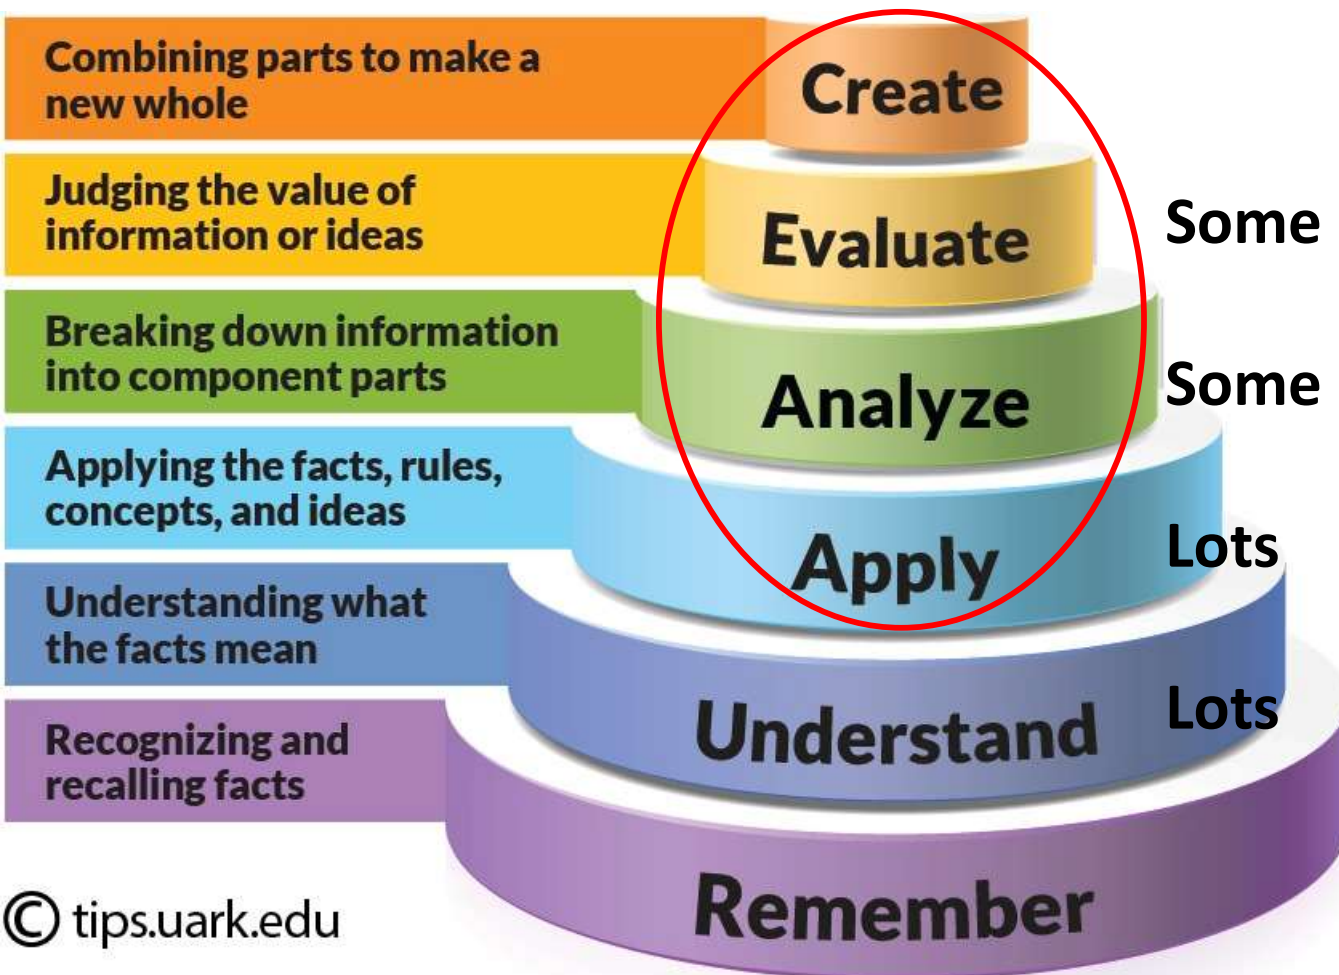 Combining parts to make a
new whole
Create
Judging the value of
information or ideas
Evaluate
Some
Breaking down information
into component parts
Analyze
Some
Applying the facts, rules,
concepts, and ideas
Apply
Lots
Understanding what
the facts mean
Understand
Lots
Recognizing and
recalling facts
Remember
© tips.uark.edu